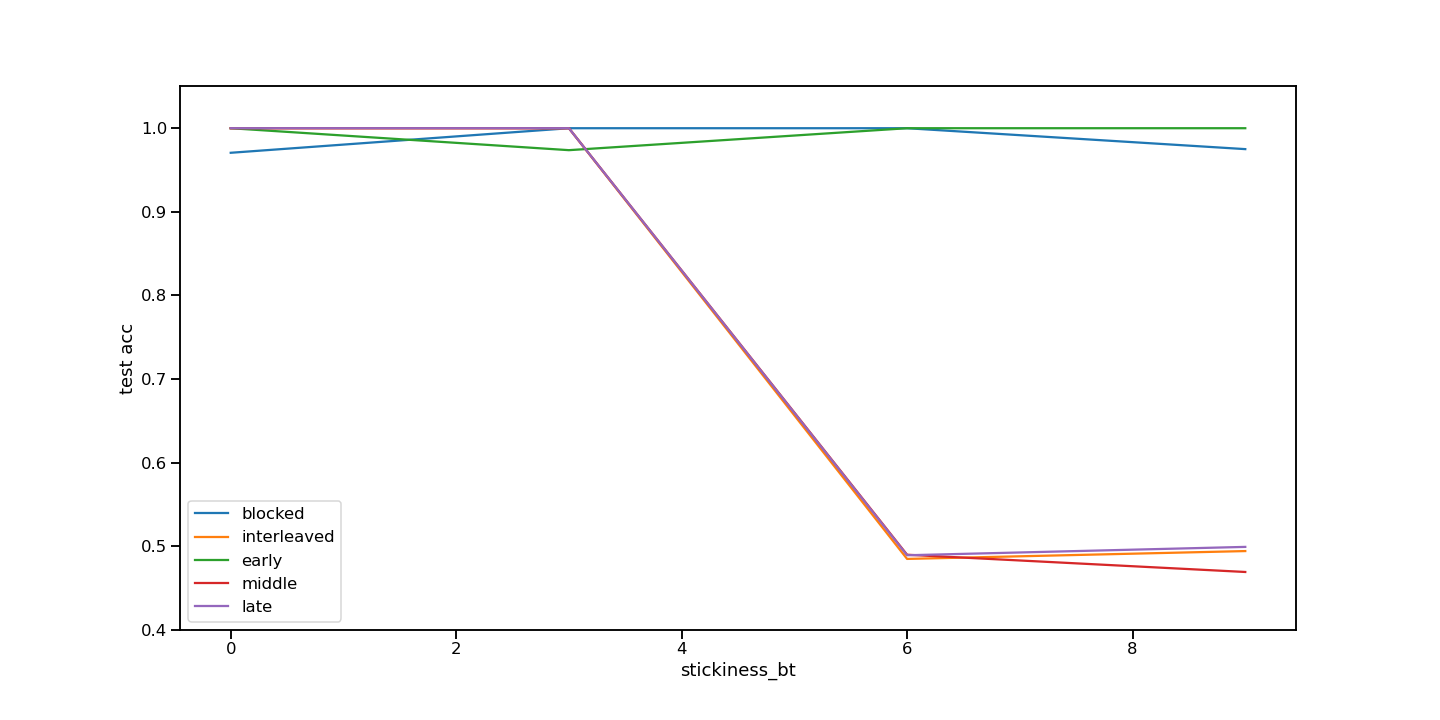 1.0
0.9
0.8
0.7
0.6
0.5
0.4
test acc
blocked
interleaved
early
middle
late
0 2 4 6 8
stickiness_bt